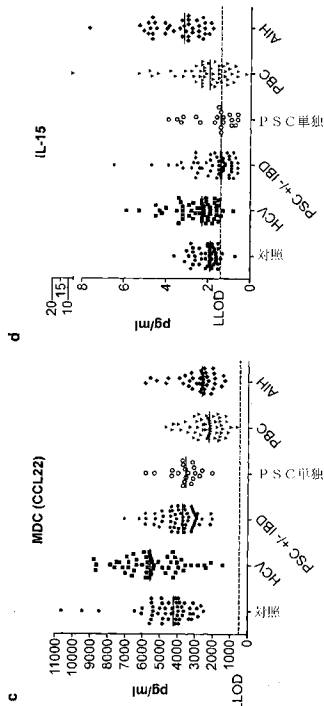 c
MDC (CCL22)
pg/ml
11000
10000
9000
8000
7000
6000
5000
4000
3000
2000
1000
0
LLOD
対照
HCV
PSC +/- IBD
PSC単独
PBC
AIH
d
IL-15
pg/ml
20
15
10
8
6
4
2
0
LLOD
対照
HCV
PSC +/- IBD
PSC単独
PBC
AIH